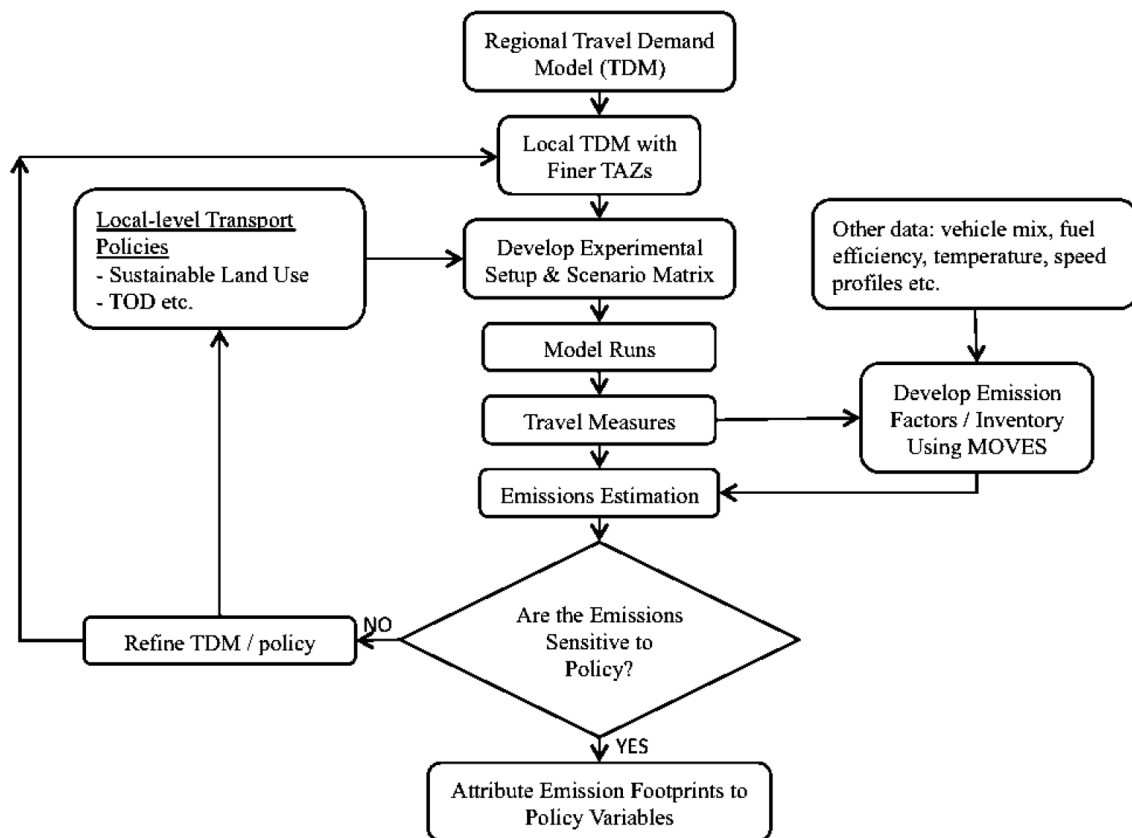 Regional Travel Demand
Model (TDM)
Local TDM with
Finer TAZs
Local-level Transport
Policies
- Sustainable Land Use
- TOD etc.
Develop Experimental
Setup & Scenario Matrix
Other data: vehicle mix, fuel
efficiency, temperature, speed
profiles etc.
Model Runs
Travel Measures
Develop Emission
Factors / Inventory
Using MOVES
Emissions Estimation
Are the Emissions
Sensitive to
Policy?
NO
Refine TDM / policy
YES
Attribute Emission Footprints to
Policy Variables